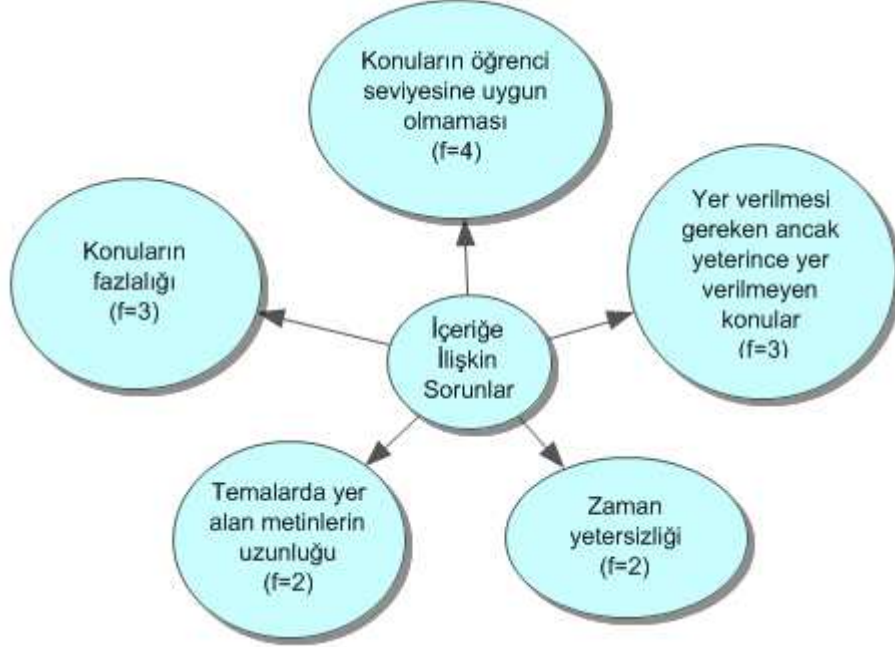 Konuların öğrenci
seviyesine uygun
olmaması
(f=4)
Yer verilmesi
gereken ancak
yeterince yer
verilmeyen
konular
(f=3)
Konuların
fazlalığı
(f=3)
İçeriğe
İlişkin
Sorunlar
Temalarda yer
alan metinlerin
uzunluğu
(f=2)
Zaman
yetersizliği
(f=2)